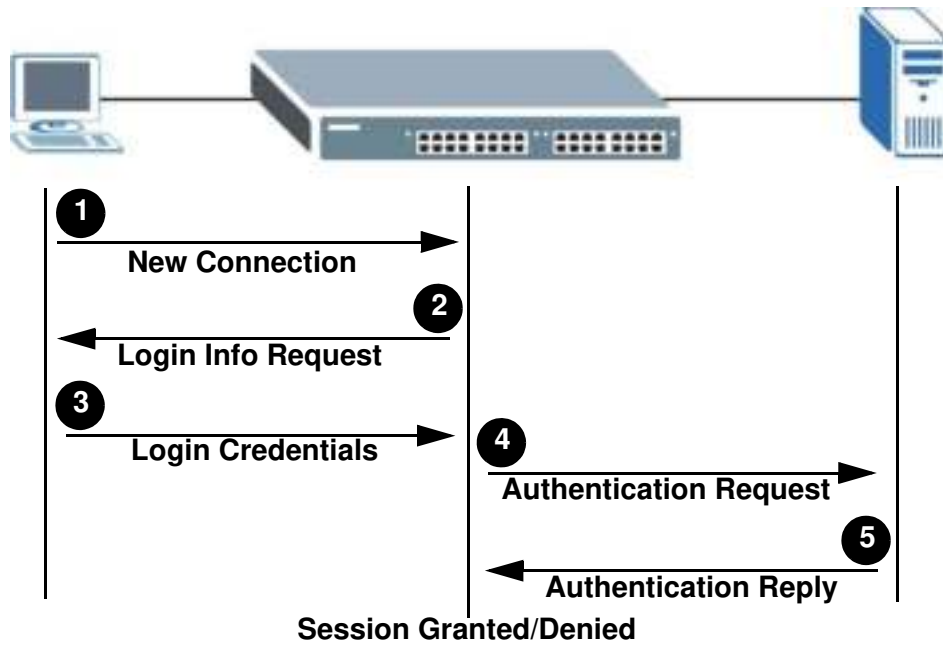 1
New Connection
2
Login Info Request
3
Login Credentials
4
Authentication Request
5
Authentication Reply
Session Granted/Denied